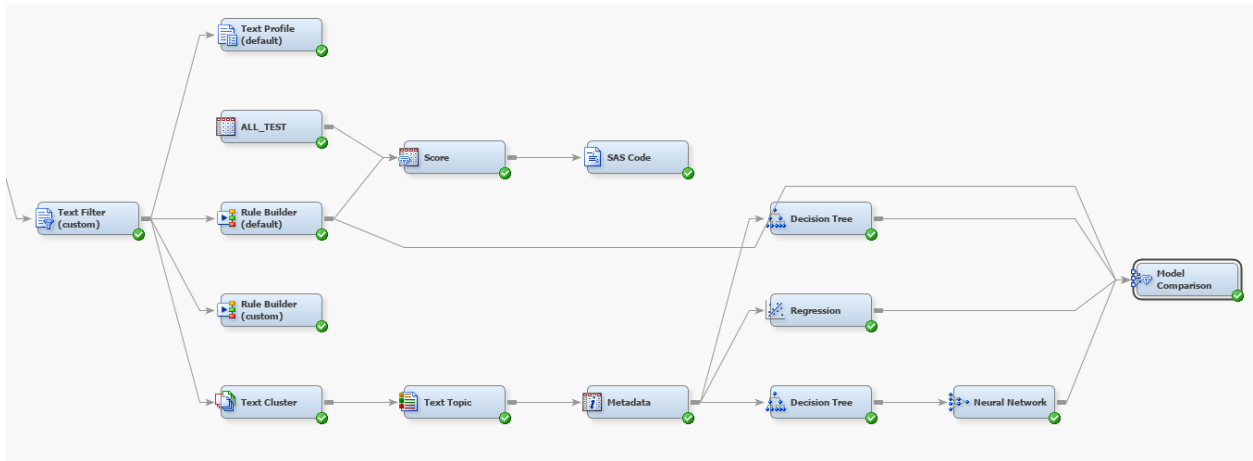 Text Profile
(default)
ALL_TEST
Score
SAS Code
Text Filter
(custom)
Rule Builder
(default)
Decision Tree
Model
Comparison
Rule Builder
(custom)
Regression
Text Cluster
Text Topic
Metadata
Decision Tree
Neural Network